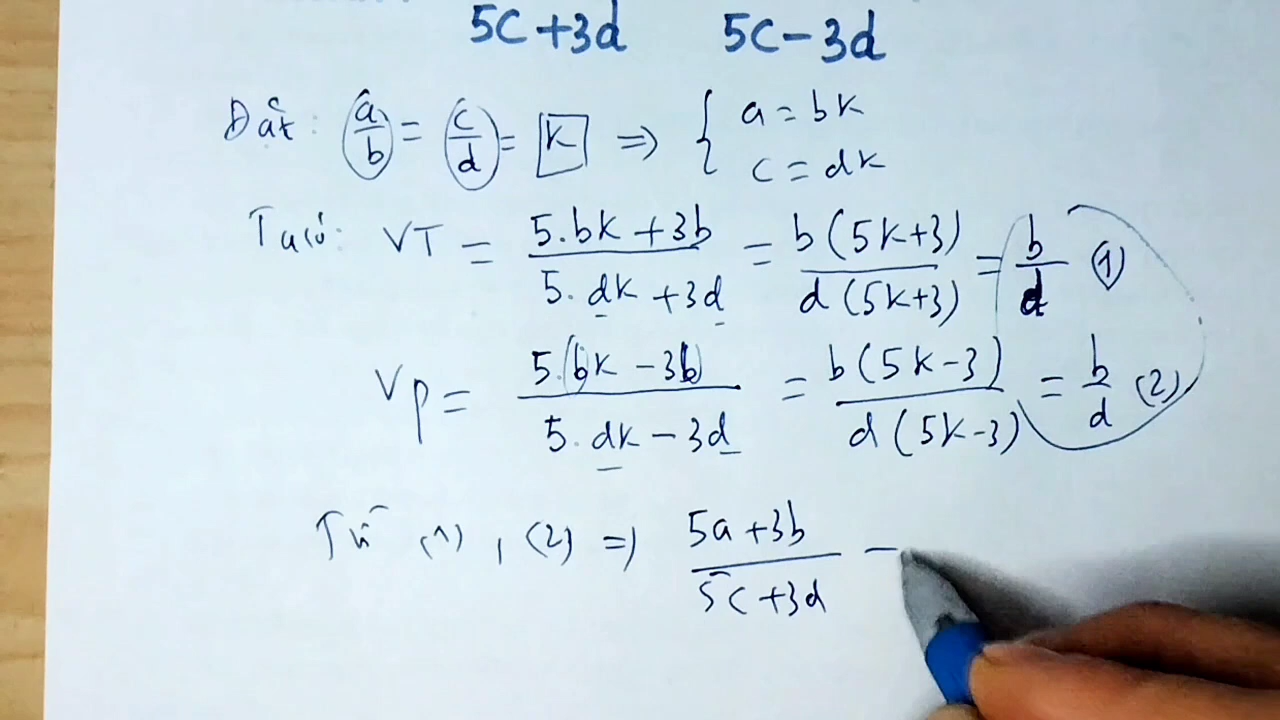 5c+3d 5c-3d
Đặt: a/b = c/d = k => { a = bk
c = dk
Ta có: VT = (5.bk + 3b)/(5.dk + 3d) = b(5k+3)/d(5k+3) = b/d (1)
VP = (5.bk - 3b)/(5.dk - 3d) = b(5k-3)/d(5k-3) = b/d (2)
Từ (1), (2) => (5a+3b)/(5c+3d) -